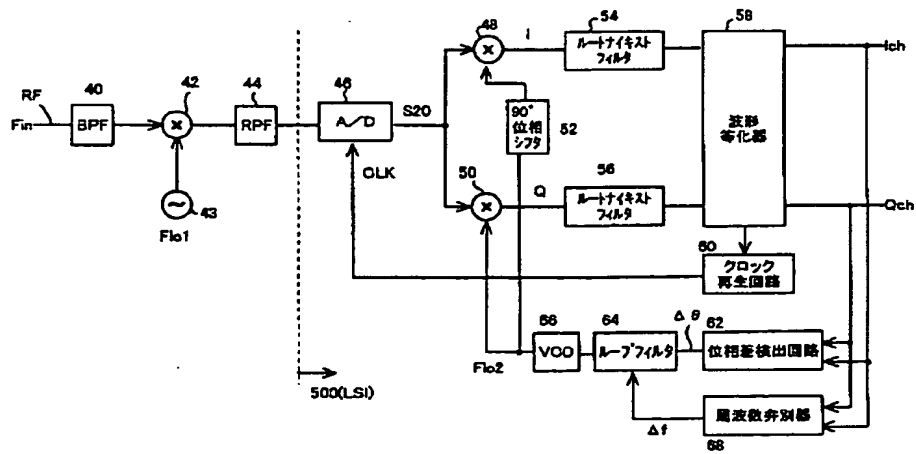 RF
Fin
40
BPF
42
×
43
Flo1
44
RPF
46
A/D
CLK
S20
500(LSI)
48
×
I
50
×
Q
90°
位相
シフタ
52
54
ルートナイキスト
フィルタ
56
ルートナイキスト
フィルタ
58
波形
等化器
Ich
Qch
60
クロック
再生回路
Flo2
66
VCO
64
ループフィルタ
Δθ
62
位相差検出回路
Δf
周波数弁別器
68